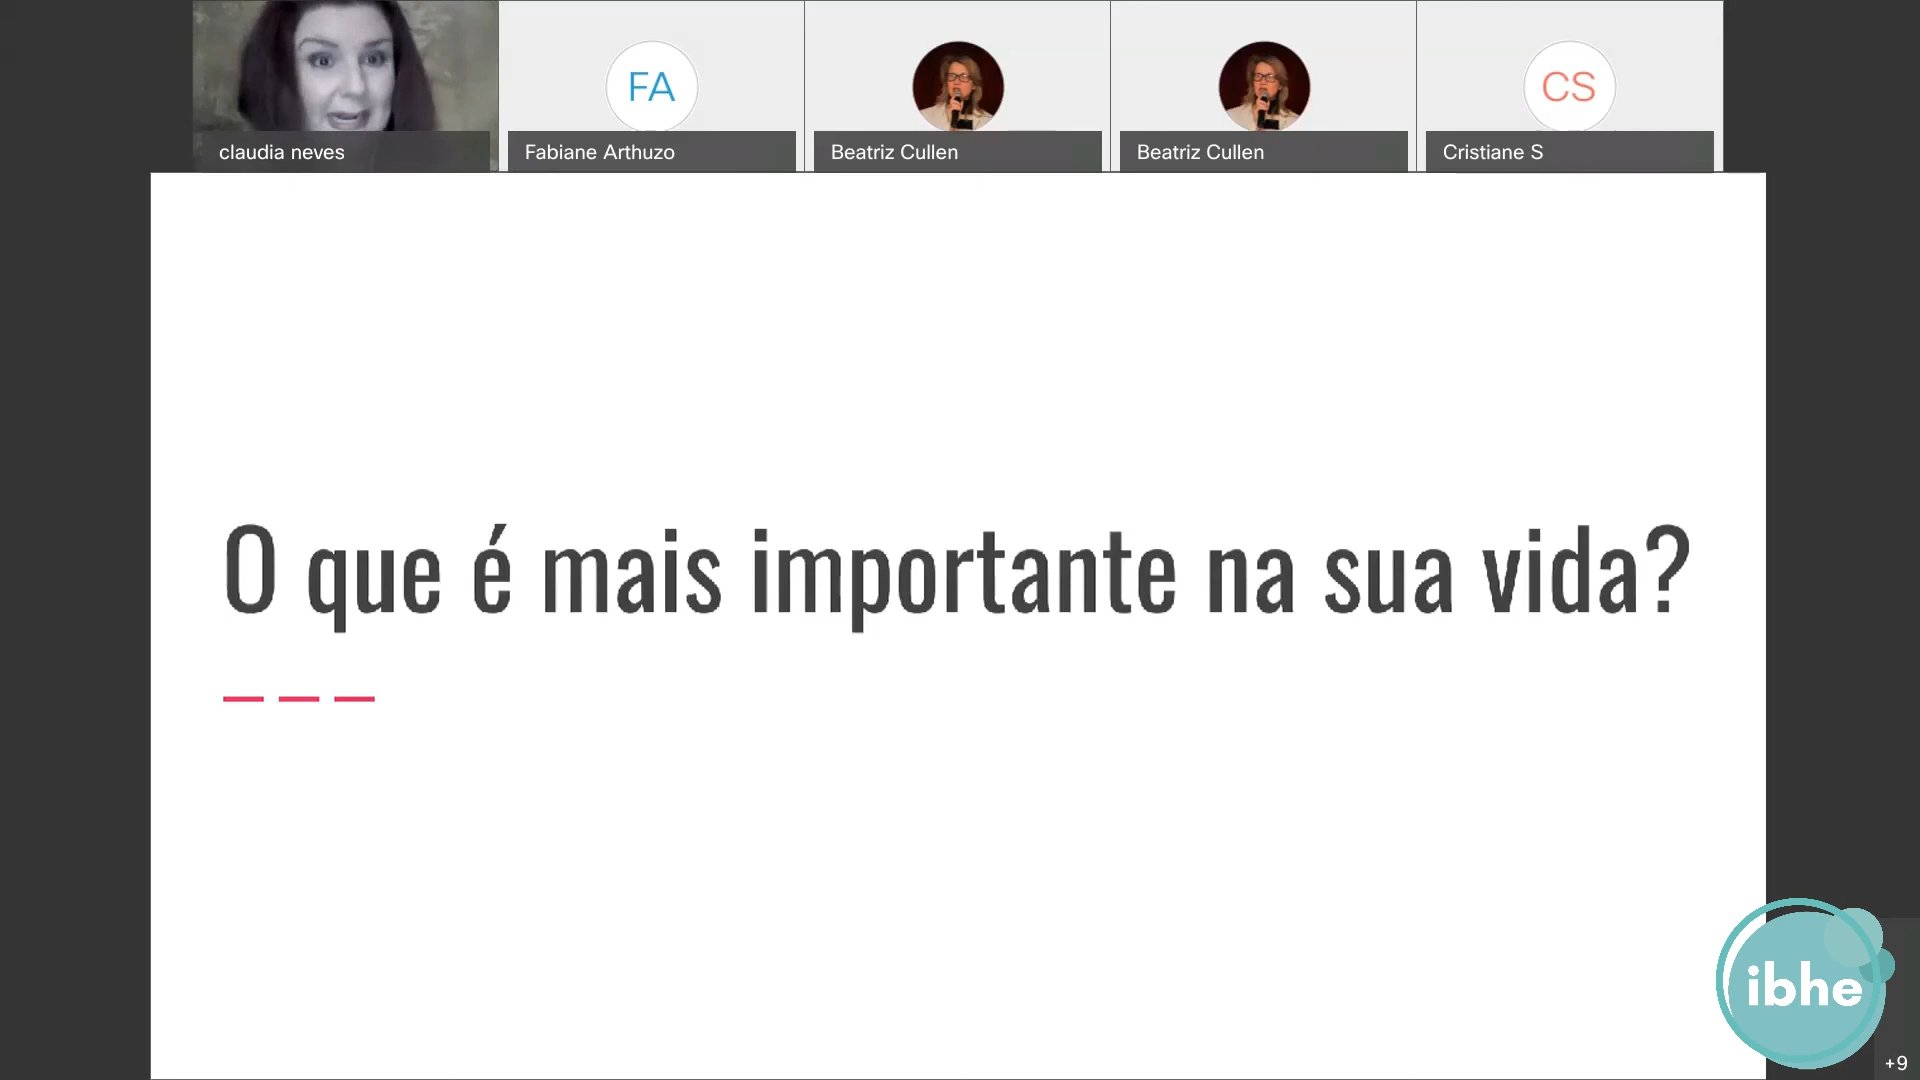 claudia neves
FA
Fabiane Arthuzo
Beatriz Cullen
Beatriz Cullen
CS
Cristiane S
O que é mais importante na sua vida?
ibhe
+9